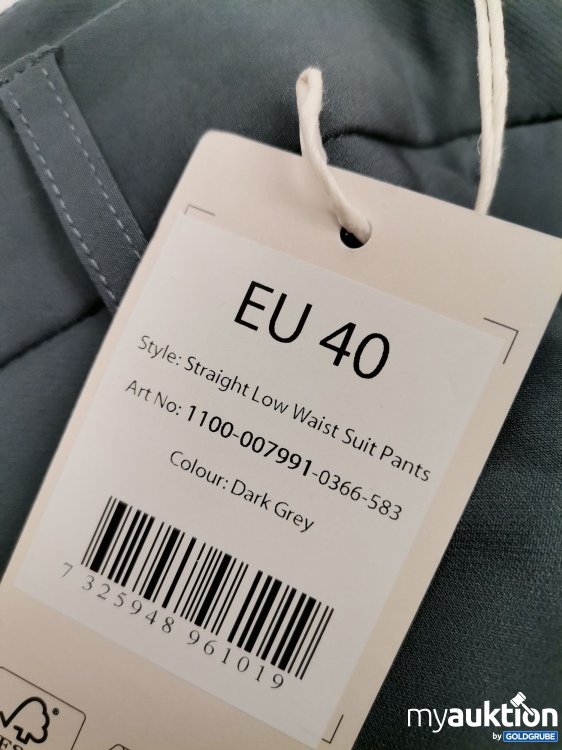 EU 40
Style: Straight Low Waist Suit Pants
Art No: 1100-007991-0366-583
Colour: Dark Grey
7 325948 961019
myauktion
by GOLDGRUBE